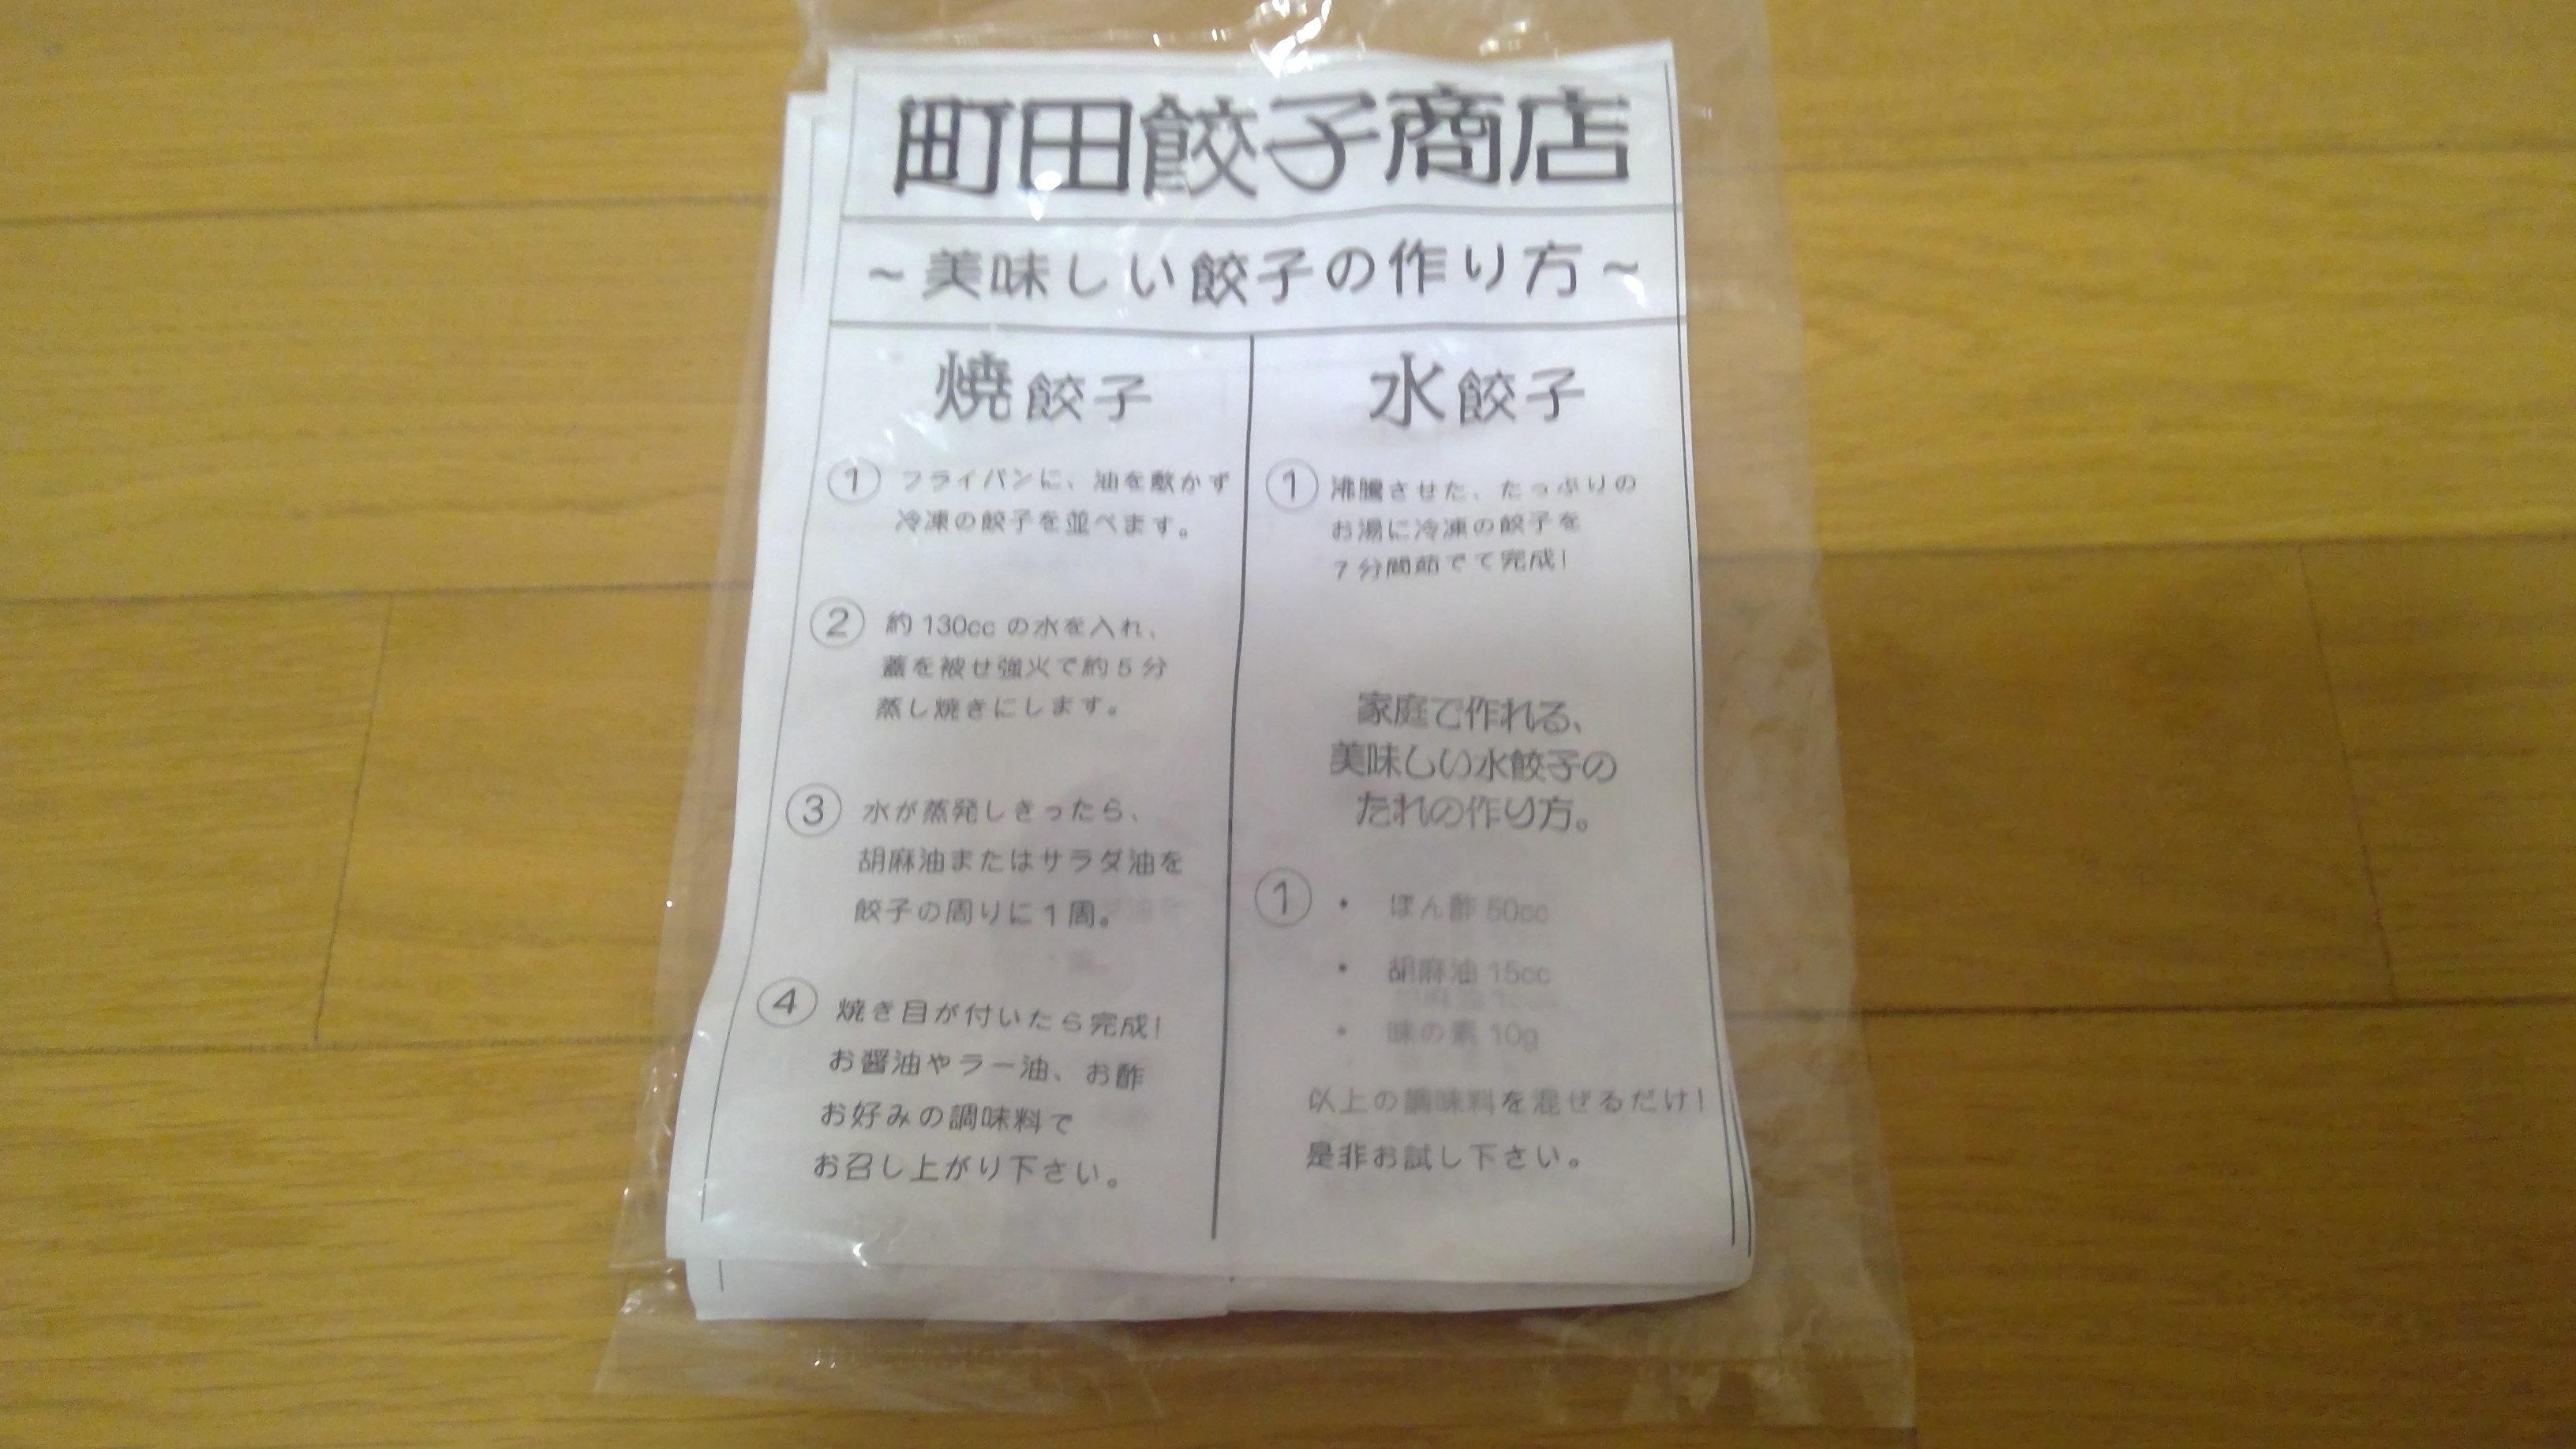 町田餃子商店
~美味しい餃子の作り方~
焼餃子
① フライパンに、油を敷かず
冷凍の餃子を並べます。
② 約130ccの水を入れ、
蓋を被せ強火で約5分
蒸し焼きにします。
③ 水が蒸発しきったら、
胡麻油またはサラダ油を
餃子の周りに1周。
④ 焼き目が付いたら完成!
お醤油やラー油、お酢
お好みの調味料で
お召し上がり下さい。
水餃子
① 沸騰させた、たっぷりの
お湯に冷凍の餃子を
7分間茹でて完成!
家庭で作れる、
美味しい水餃子の
たれの作り方。
① ・ ぽん酢 50cc
・ 胡麻油 15cc
・ 味の素 10g
以上の調味料を混ぜるだけ!
是非お試し下さい。